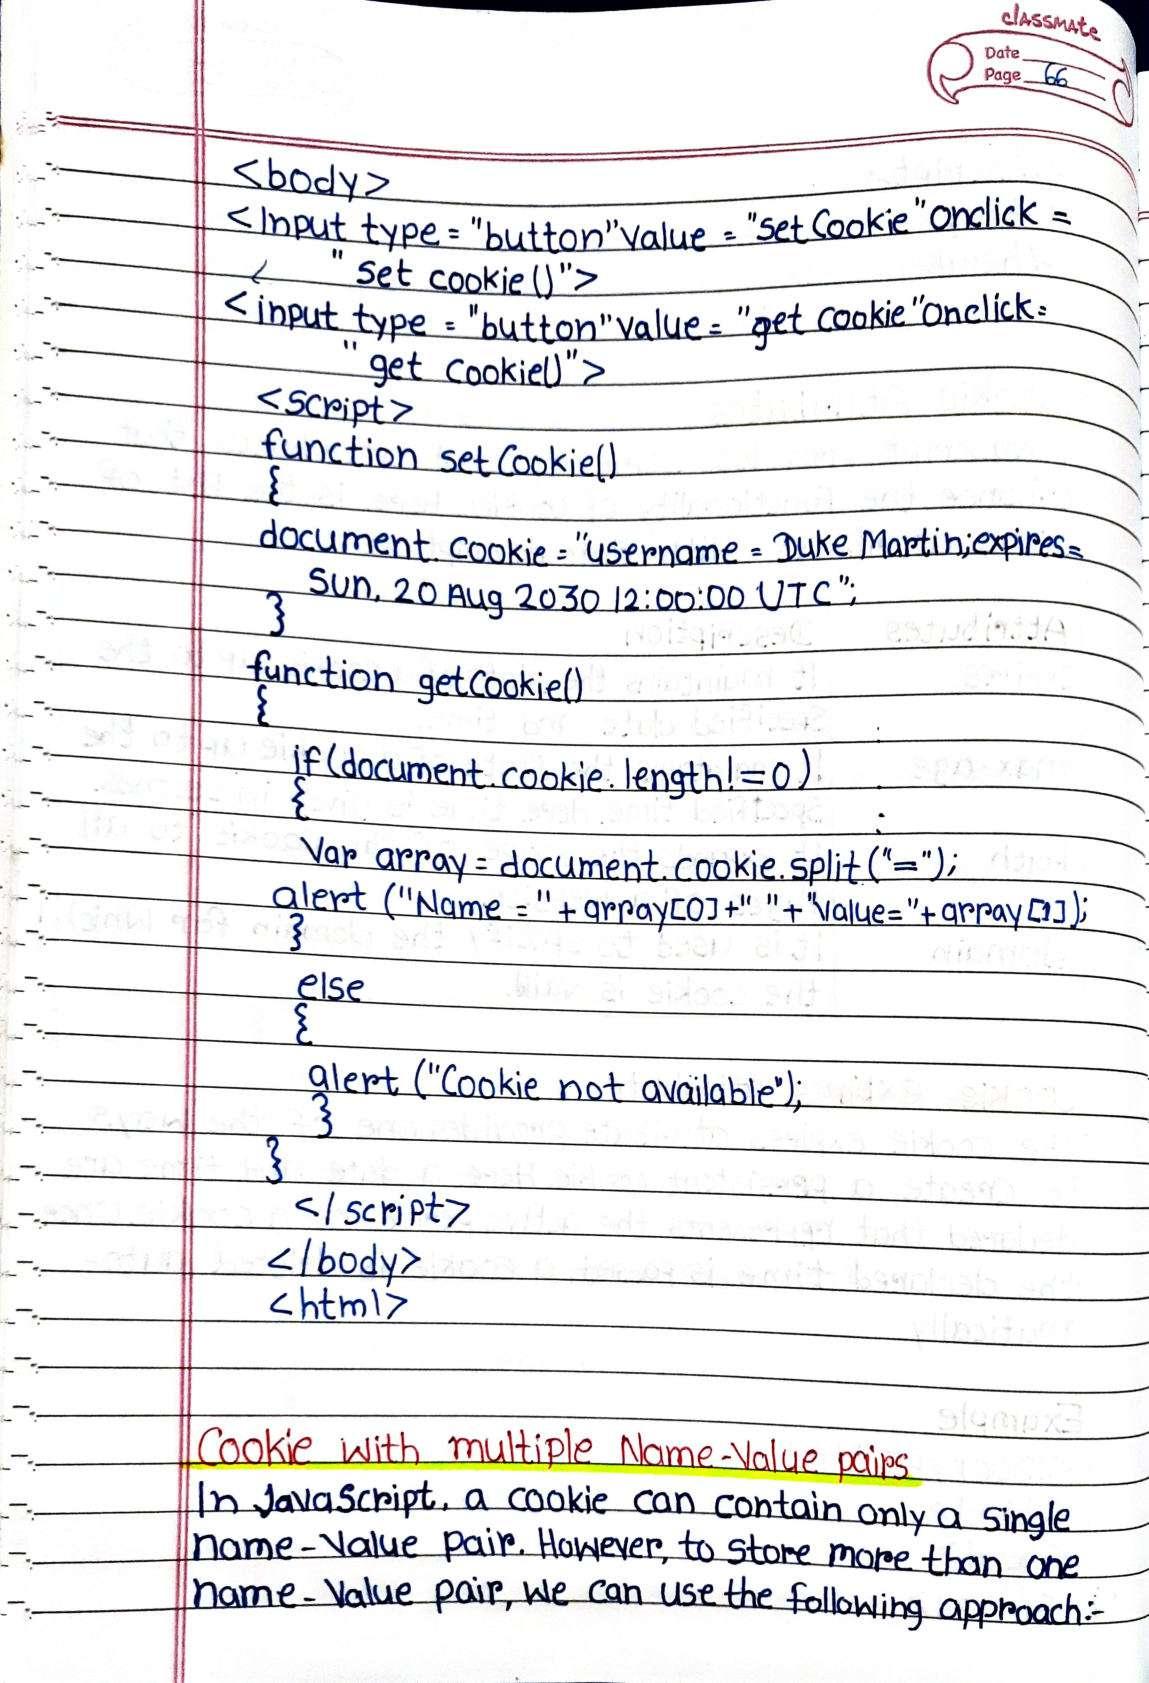 classmate
Date
Page 66
<body>
<Input type = "button" value = "set Cookie" onclick =
" set cookie ()">
<input type = "button" value = "get cookie" onclick=
" get cookie()">
<script>
function set Cookie()
{
document. cookie = "username = Duke Martin;expires=
Sun, 20 Aug 2030 12:00:00 UTC";
}
function getCookie()
{
if(document.cookie.length!=0)
{
Var array = document.cookie.split("=");
alert ("Name =" + array[0]+" "+"Value="+array[1]);
}
else
{
alert ("Cookie not available");
}
}
</script>
</body>
<html>
Cookie with multiple Name-Value pairs
In JavaScript, a cookie can contain only a single
name-Value pair. However, to store more than one
name-Value pair, we can use the following approach:-